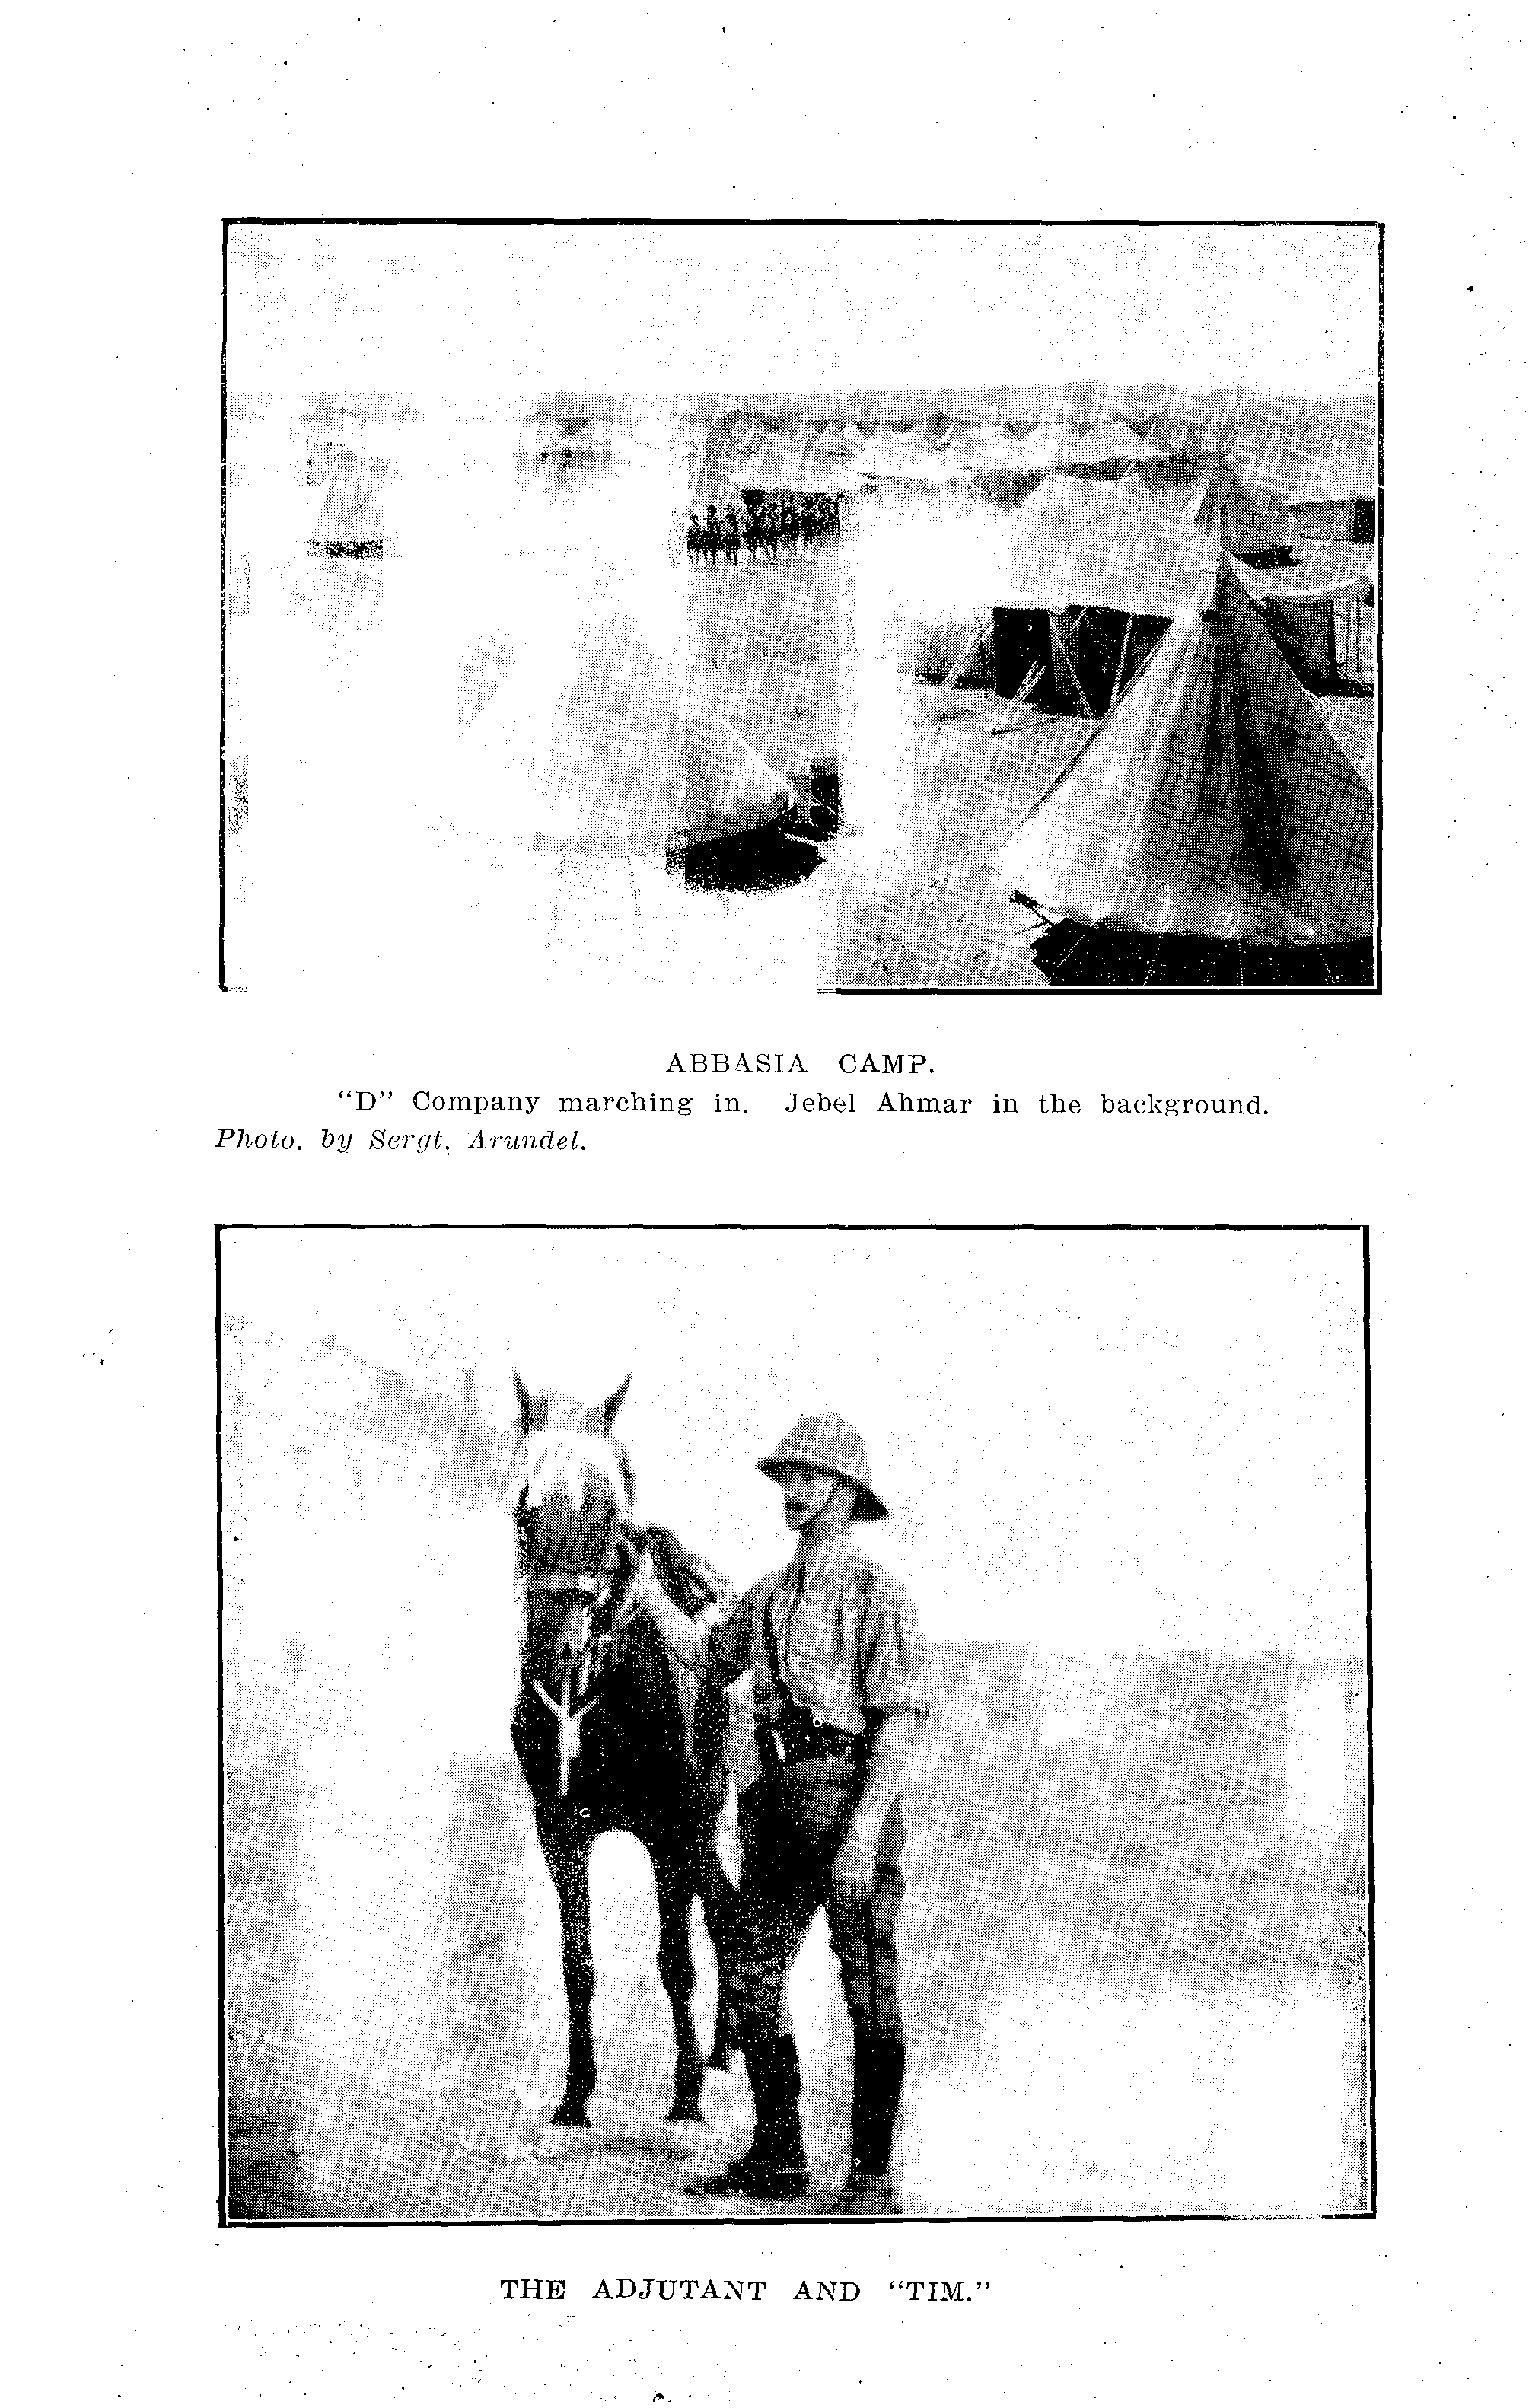 ABBASIA CAMP.
“D” Company marching in. Jebel Ahmar in the background.
Photo. by Sergt. Arundel.
THE ADJUTANT AND “TIM.”